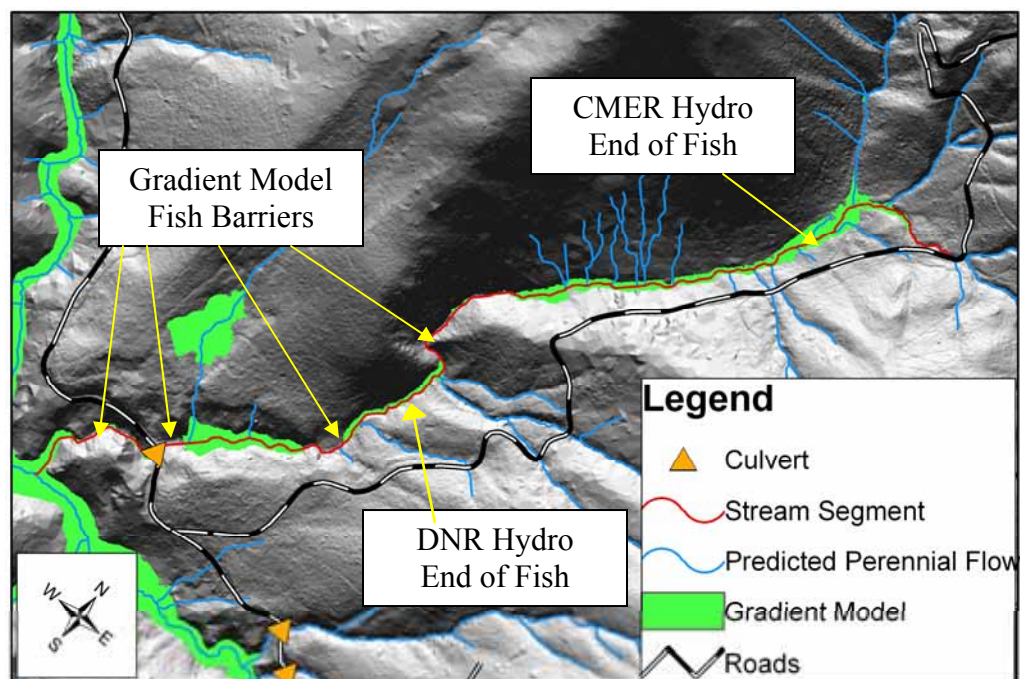 CMER Hydro
End of Fish
Gradient Model
Fish Barriers
DNR Hydro
End of Fish
Legend
Culvert
Stream Segment
Predicted Perennial Flow
Gradient Model
Roads
W
N
S
E